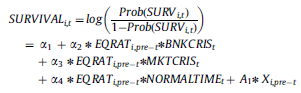 SURVIVAL_{i,t} = log(Prob(SURV_{i,t}) / 1−Prob(SURV_{i,t}))
= α_1 + α_2 * EQRAT_{i,pre−t}*BNKCRIS_t
+ α_3 * EQRAT_{i,pre−t}*MKTCRIS_t
+ α_4 * EQRAT_{i,pre−t}*NORMALTIME_t + A_1 * X_{i,pre−t}